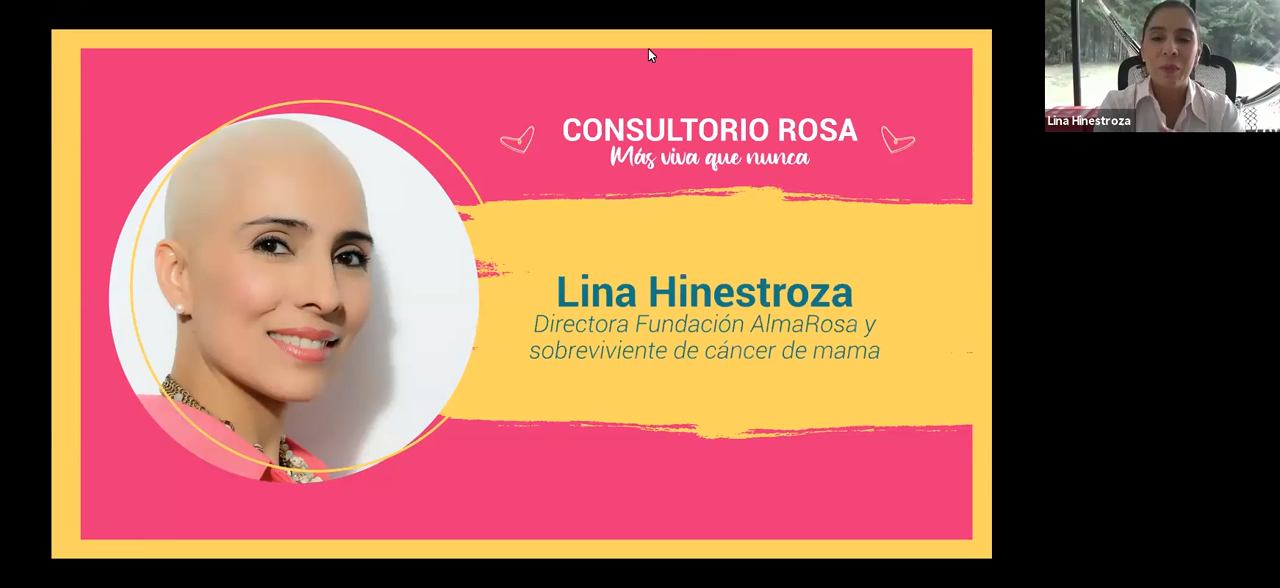 CONSULTORIO ROSA
Más viva que nunca
Lina Hinestroza
Directora Fundación AlmaRosa y
sobreviviente de cáncer de mama
Lina Hinestroza